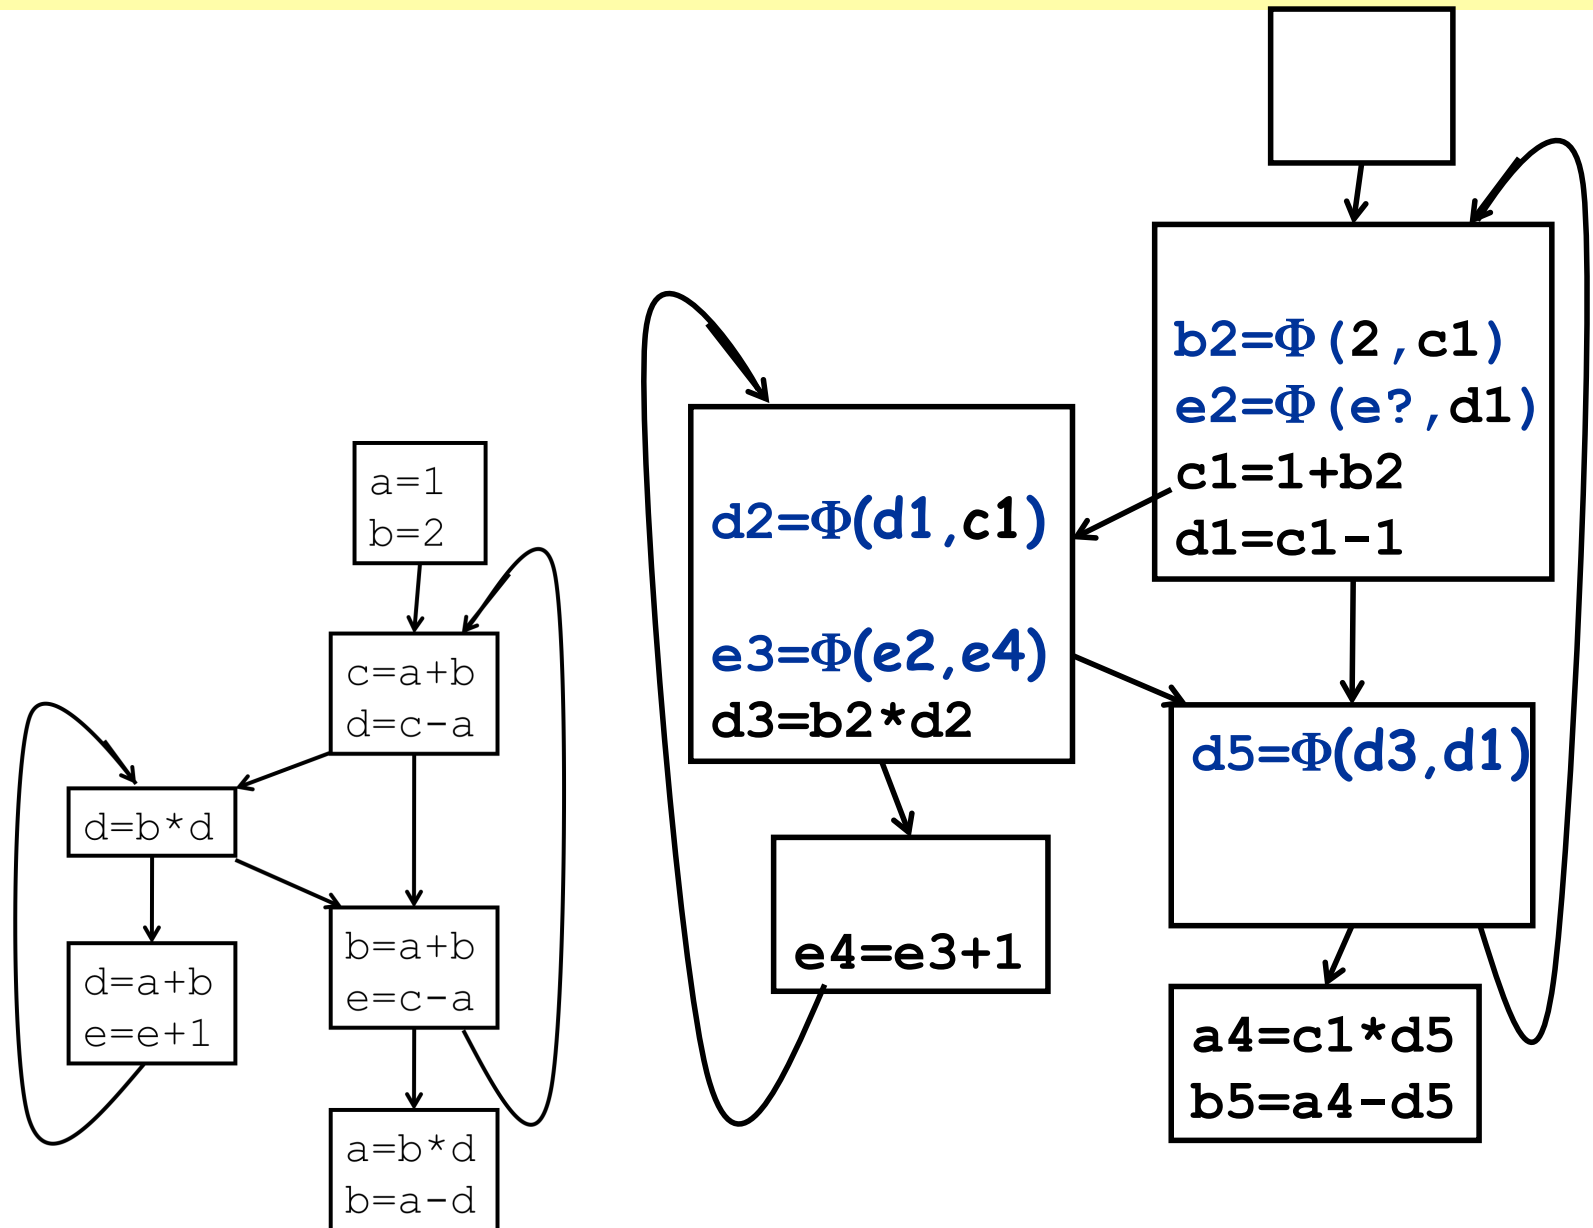 a=1
b=2
c=a+b
d=c-a
d=b*d
d=a+b
e=e+1
b=a+b
e=c-a
a=b*d
b=a-d
b2=Φ(2,c1)
e2=Φ(e?,d1)
c1=1+b2
d1=c1-1
d2=Φ(d1,c1)
e3=Φ(e2,e4)
d3=b2*d2
e4=e3+1
d5=Φ(d3,d1)
a4=c1*d5
b5=a4-d5